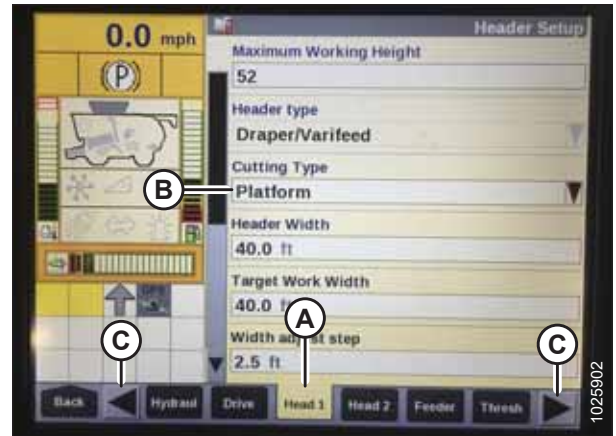 0.0 mph
(P)
Header Setup
Maximum Working Height
52
Header type
Draper/Varifeed
Cutting Type
B
Platform
Header Width
40.0 ft
Target Work Width
40.0 ft
A
Width adjust step
C
C
2.5 ft
Back
Hydraul
Drive
Head 1
Head 2
Feeder
Thresh
1025902